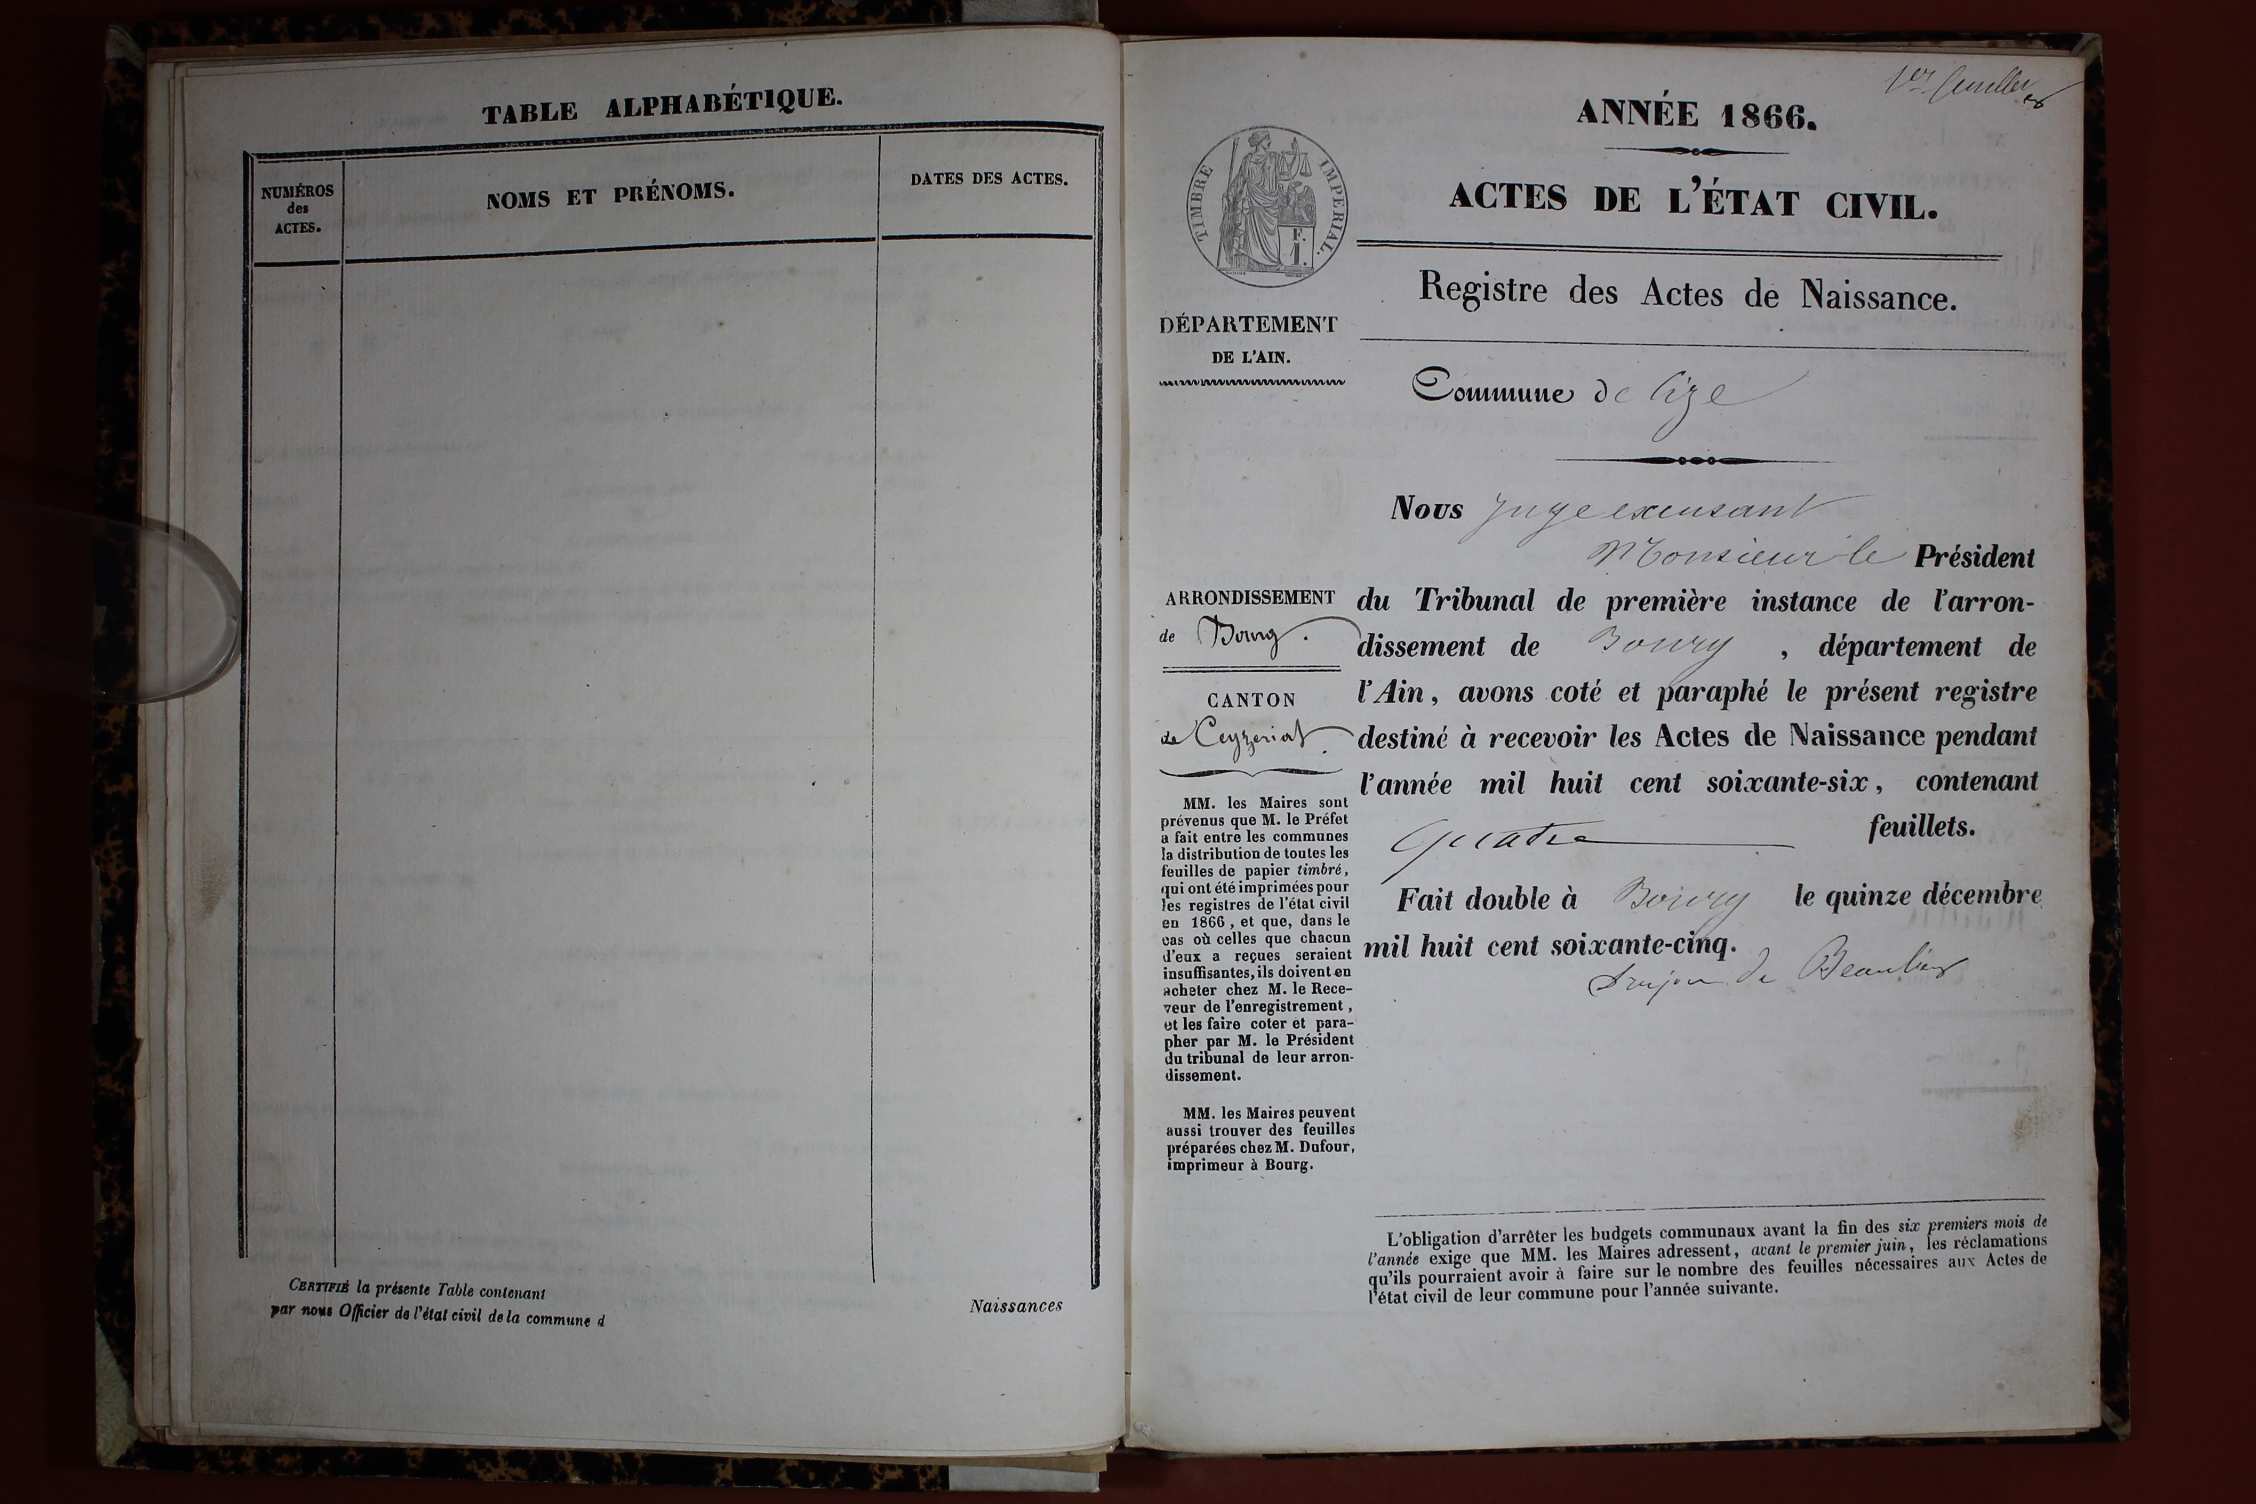 TABLE ALPHABÉTIQUE.
NUMÉROS
des
ACTES.
NOMS ET PRÉNOMS.
DATES DES ACTES.
CERTIFIÉ la présente Table contenant
Naissances
par nous Officier de l'état civil de la commune d
1er feuillet
ANNÉE 1866.
ACTES DE L'ÉTAT CIVIL.
TIMBRE IMPERIAL.
F.
1.
Registre des Actes de Naissance.
DÉPARTEMENT
DE L'AIN.
Commune de Cize
Nous Juge excusant
Monsieur le Président
du Tribunal de première instance de l'arron-
dissement de Bourg, département de
l'Ain, avons coté et paraphé le présent registre
destiné à recevoir les Actes de Naissance pendant
l'année mil huit cent soixante-six, contenant
quatre feuillets.
Fait double à Bourg le quinze décembre
mil huit cent soixante-cinq.
de Beaulieu
ARRONDISSEMENT
de Bourg.
CANTON
de Ceyzeriat.
MM. les Maires sont
prévenus que M. le Préfet
a fait entre les communes
la distribution de toutes les
feuilles de papier timbré,
qui ont été imprimées pour
les registres de l'état civil
en 1866, et que, dans le
cas où celles que chacun
d'eux a reçues seraient
insuffisantes, ils doivent en
acheter chez M. le Rece-
veur de l'enregistrement,
et les faire coter et para-
pher par M. le Président
du tribunal de leur arron-
dissement.
MM. les Maires peuvent
aussi trouver des feuilles
préparées chez M. Dufour,
imprimeur à Bourg.
L'obligation d'arrêter les budgets communaux avant la fin des six premiers mois de
l'année exige que MM. les Maires adressent, avant le premier juin, les réclamations
qu'ils pourraient avoir à faire sur le nombre des feuilles nécessaires aux Actes de
l'état civil de leur commune pour l'année suivante.